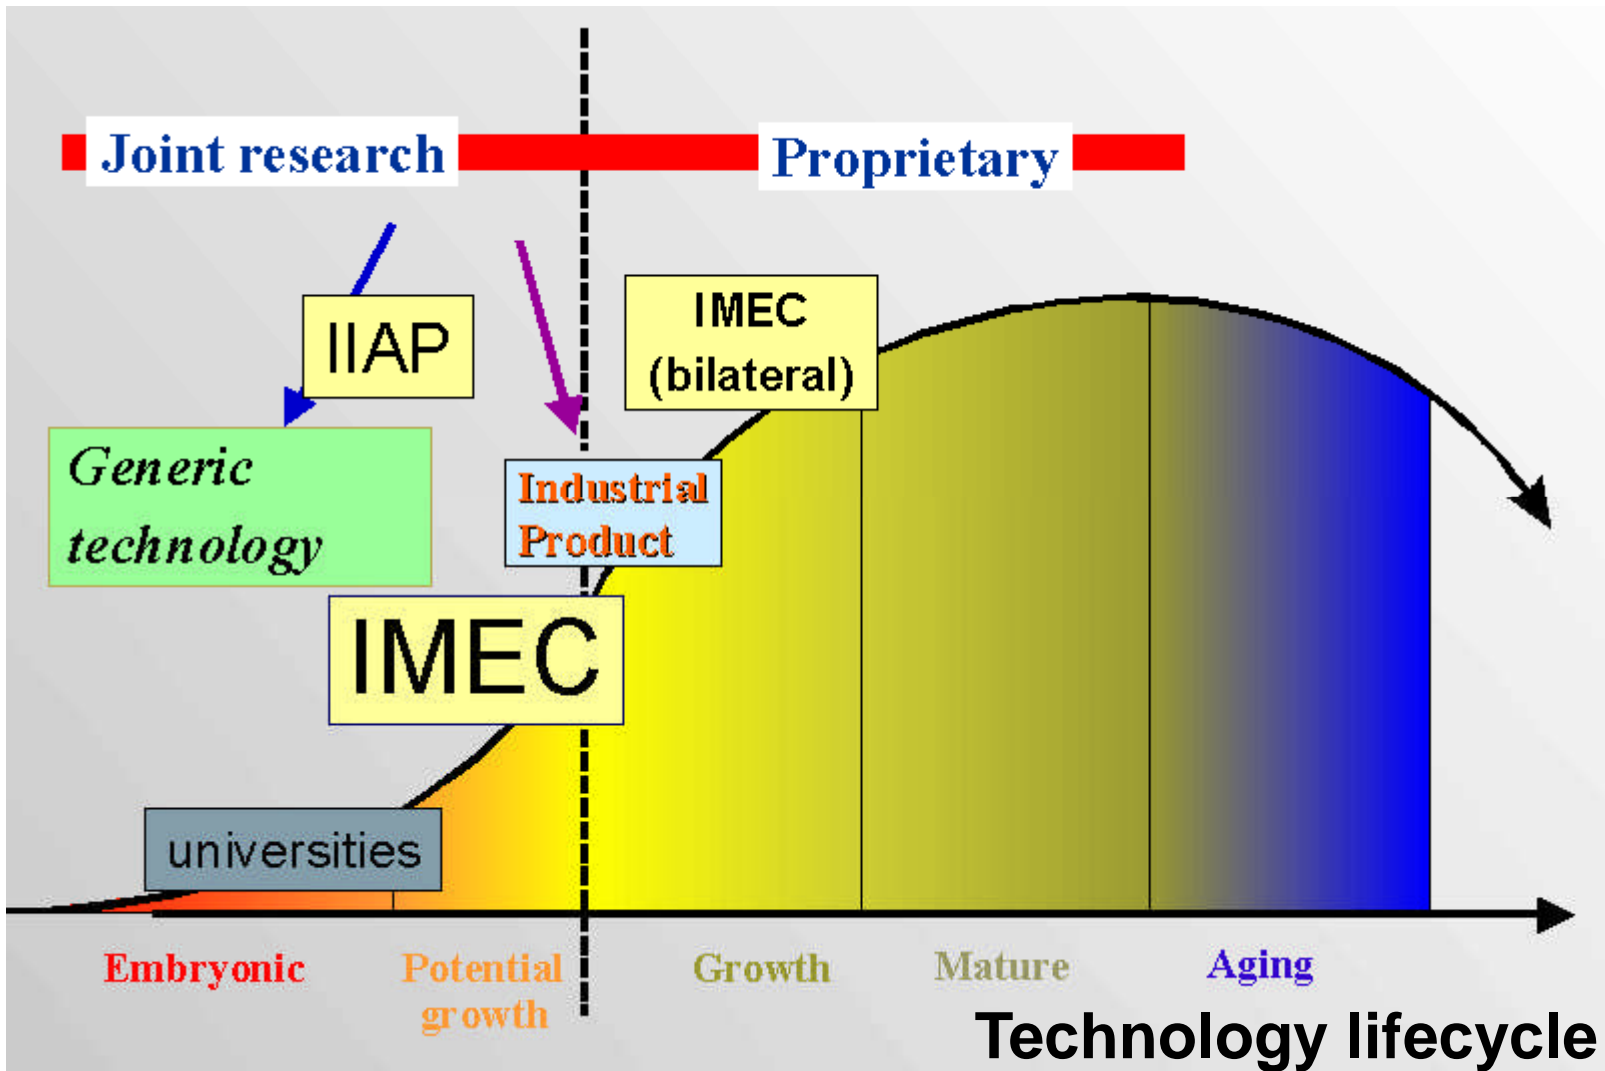 Joint research
Proprietary
IIAP
IMEC
(bilateral)
Generic
technology
Industrial
Product
IMEC
universities
Embryonic
Potential
growth
Growth
Mature
Aging
Technology lifecycle